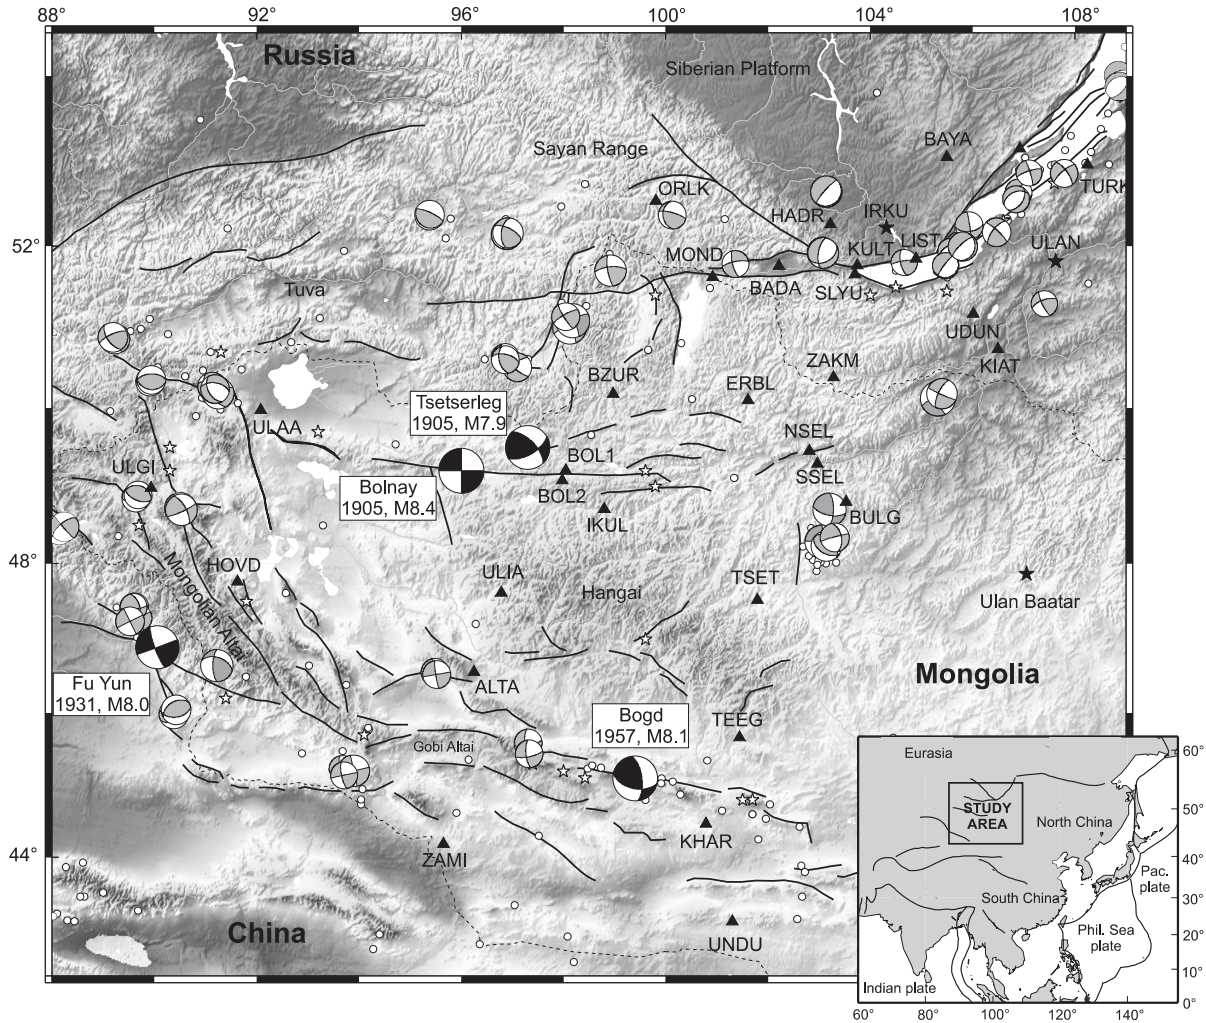 88° 92° 96° 100° 104° 108°
Russia
Siberian Platform
BAYA
Sayan Range
ORLK
TURK
HADR
IRKU
52°
MOND
KULT
LIST
ULAN
BADA
SLYU
Tuva
UDUN
ZAKM
KIAT
BZUR
ERBL
Tsetserleg
1905, M7.9
ULAA
NSEL
BOL1
ULGI
SSEL
Bolnay
1905, M8.4
BOL2
IKUL
BULG
48°
HOVD
ULIA
TSET
Hangai
Ulan Baatar
Mongolian Altai
Fu Yun
1931, M8.0
ALTA
Mongolia
Bogd
1957, M8.1
TEEG
Gobi Altai
KHAR
44°
ZAMI
China
UNDU
Eurasia
60°
STUDY
AREA
50°
North China
40°
Pac.
plate
South China
30°
Phil. Sea
plate
20°
10°
Indian plate
0°
60° 80° 100° 120° 140°